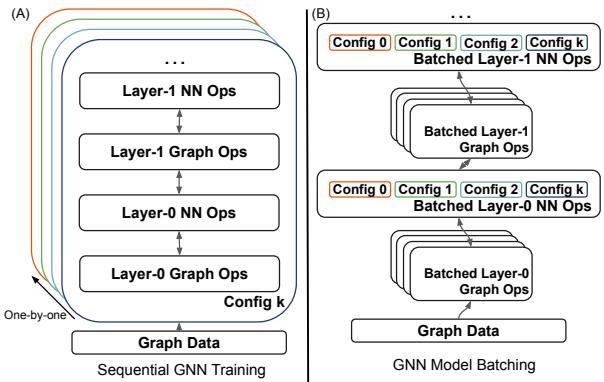 (A)
. . .
Layer-1 NN Ops
Layer-1 Graph Ops
Layer-0 NN Ops
Layer-0 Graph Ops
Config k
One-by-one
Graph Data
Sequential GNN Training
(B)
. . .
Config 0 Config 1 Config 2 Config k
Batched Layer-1 NN Ops
Batched Layer-1
Graph Ops
Config 0 Config 1 Config 2 Config k
Batched Layer-0 NN Ops
Batched Layer-0
Graph Ops
Graph Data
GNN Model Batching